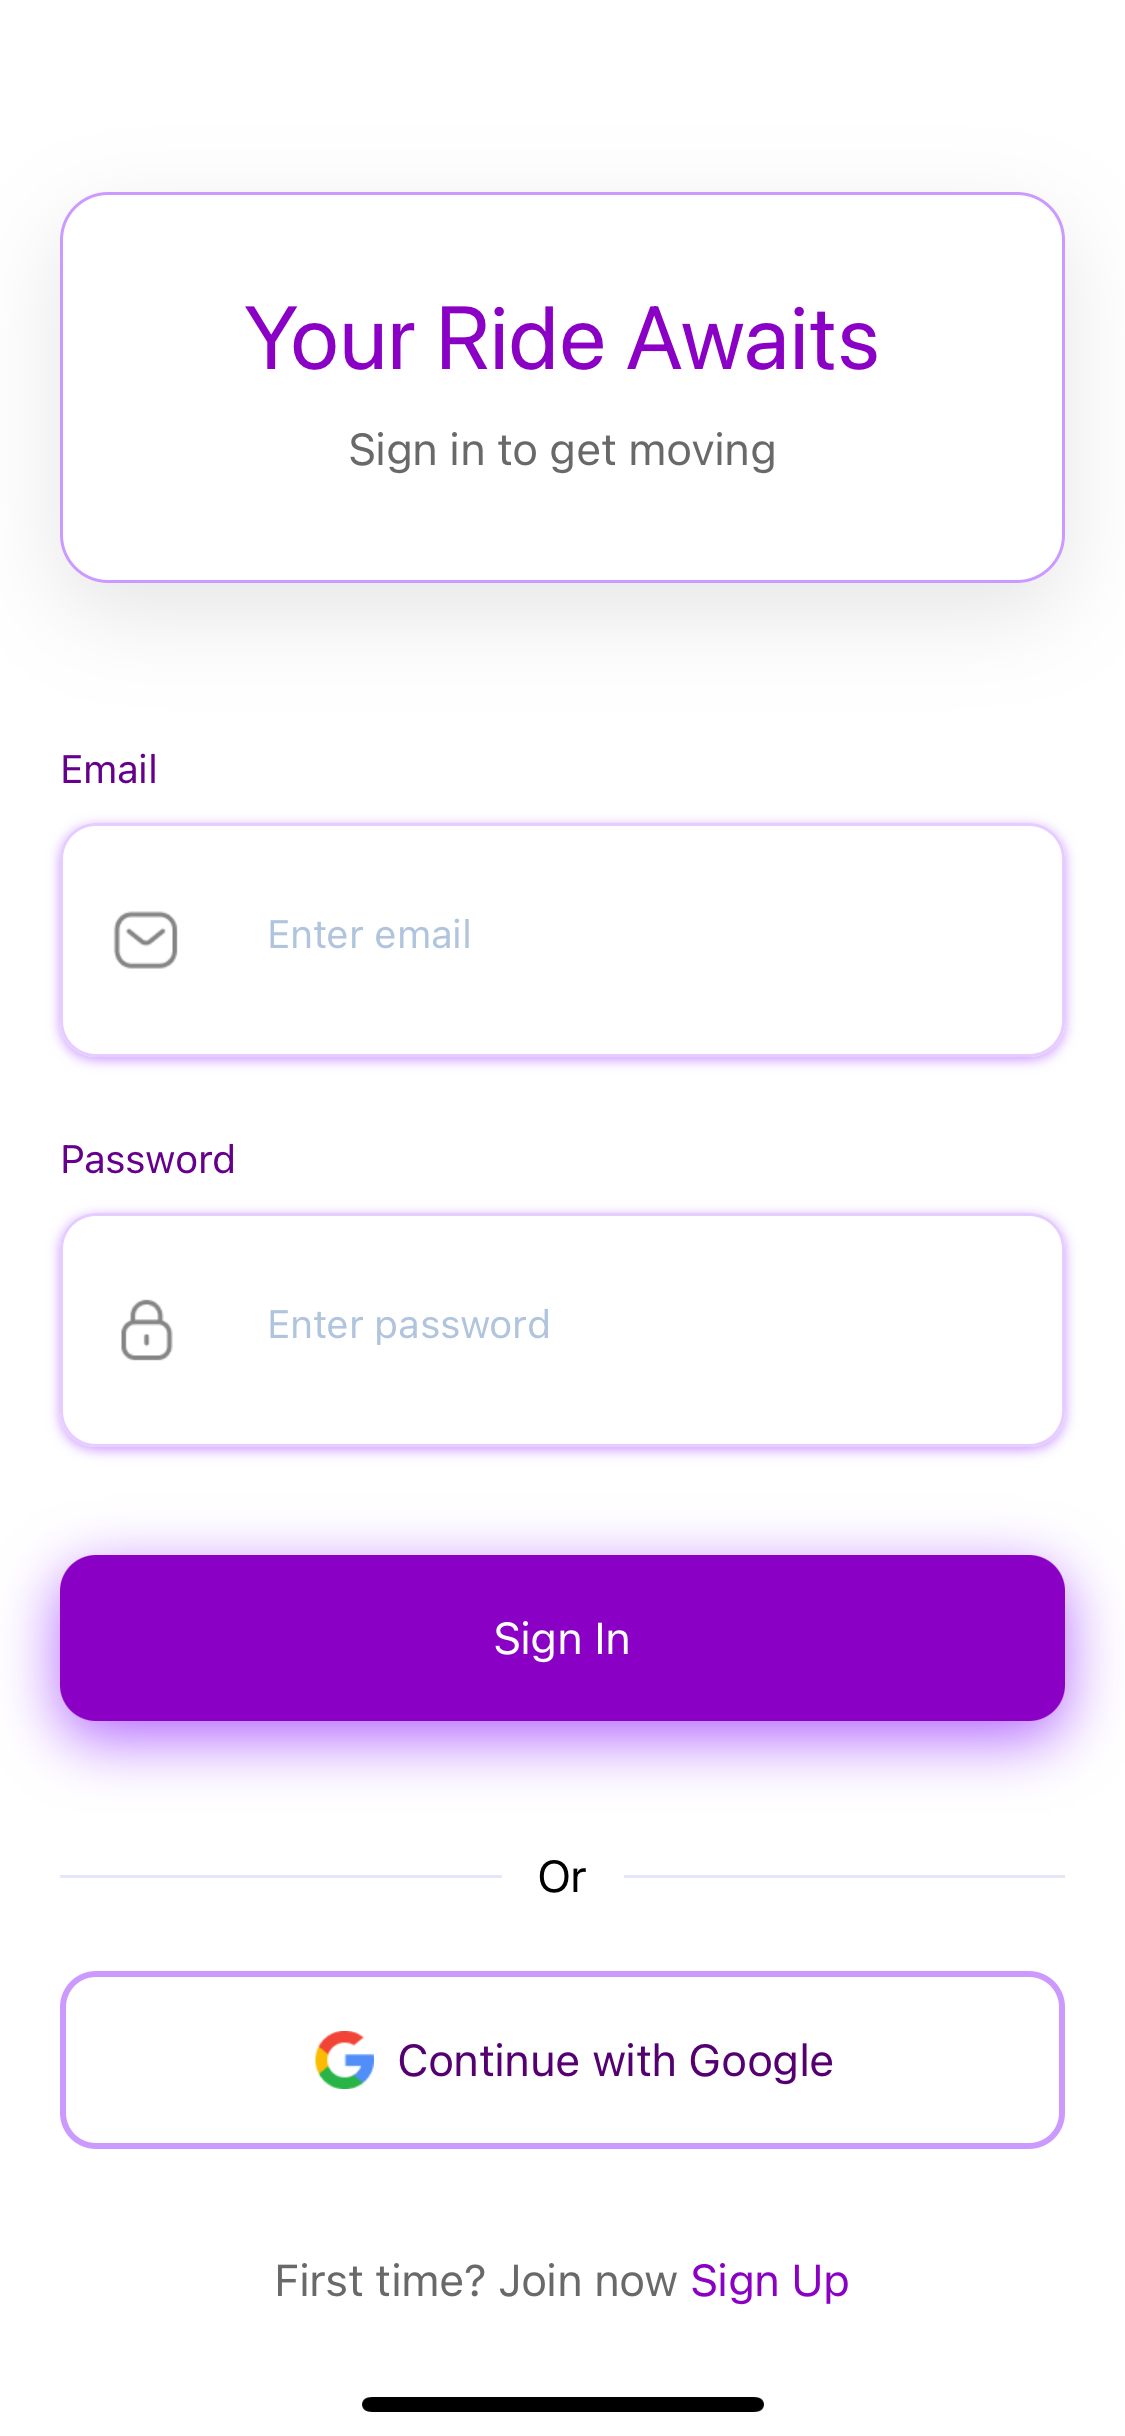 Your Ride Awaits
Sign in to get moving
Email
Enter email
Password
Enter password
Sign In
Or
Continue with Google
First time? Join now Sign Up